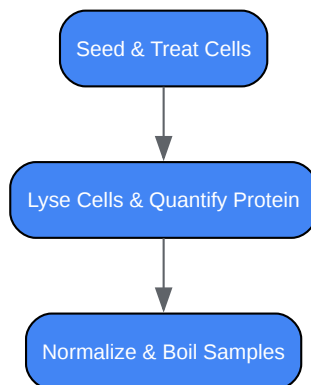 Seed & Treat Cells
Lyse Cells & Quantify Protein
Normalize & Boil Samples